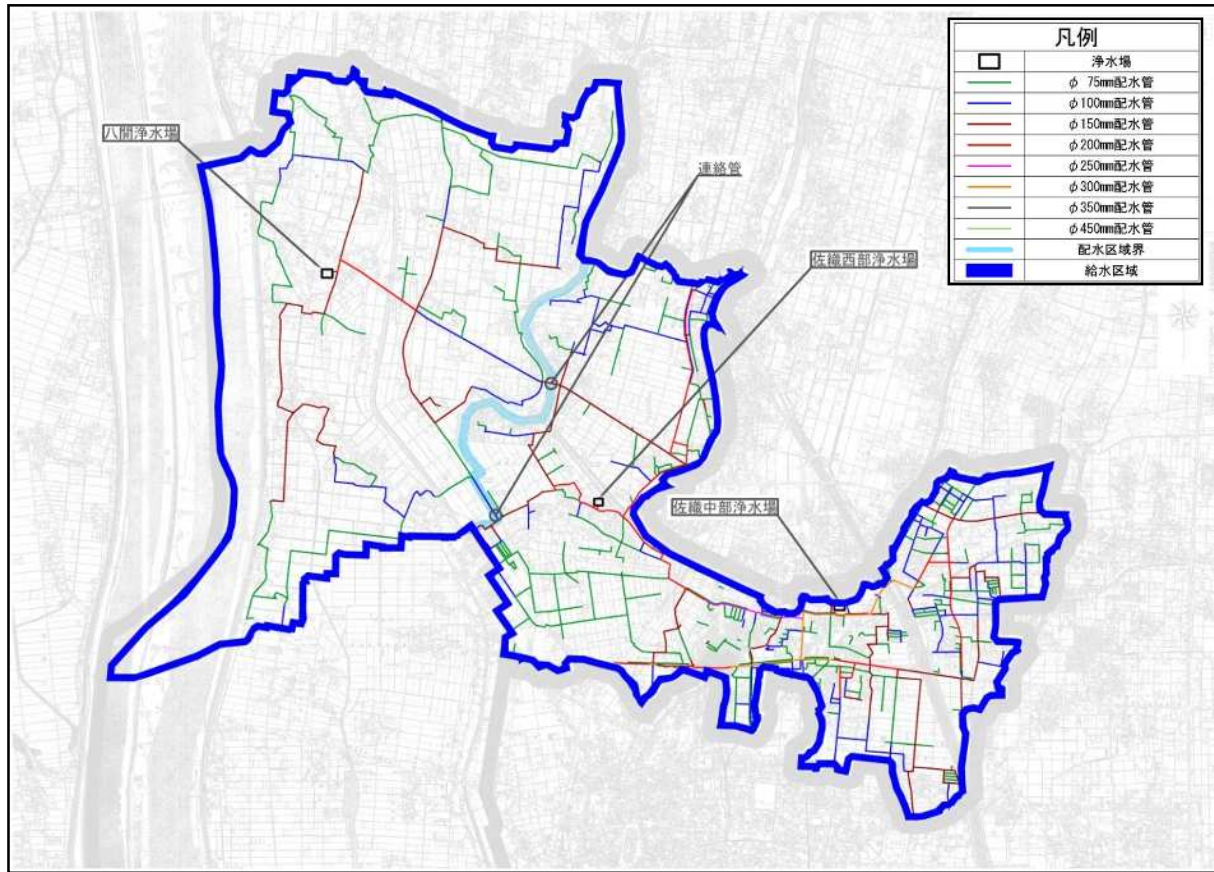 凡例
浄水場
φ 75mm配水管
φ100mm配水管
φ150mm配水管
φ200mm配水管
φ250mm配水管
φ300mm配水管
φ350mm配水管
φ450mm配水管
配水区域界
給水区域
八開浄水場
連絡管
佐織西部浄水場
佐織中部浄水場